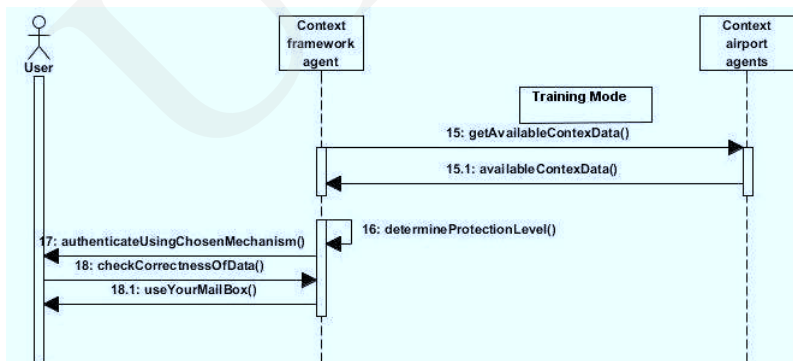 Context
framework
agent
Context
airport
agents
User
Training Mode
15: getAvailableContexData()
15.1: availableContexData()
16: determineProtectionLevel()
17: authenticateUsingChosenMechanism()
18: checkCorrectnessOfData()
18.1: useYourMailBox()